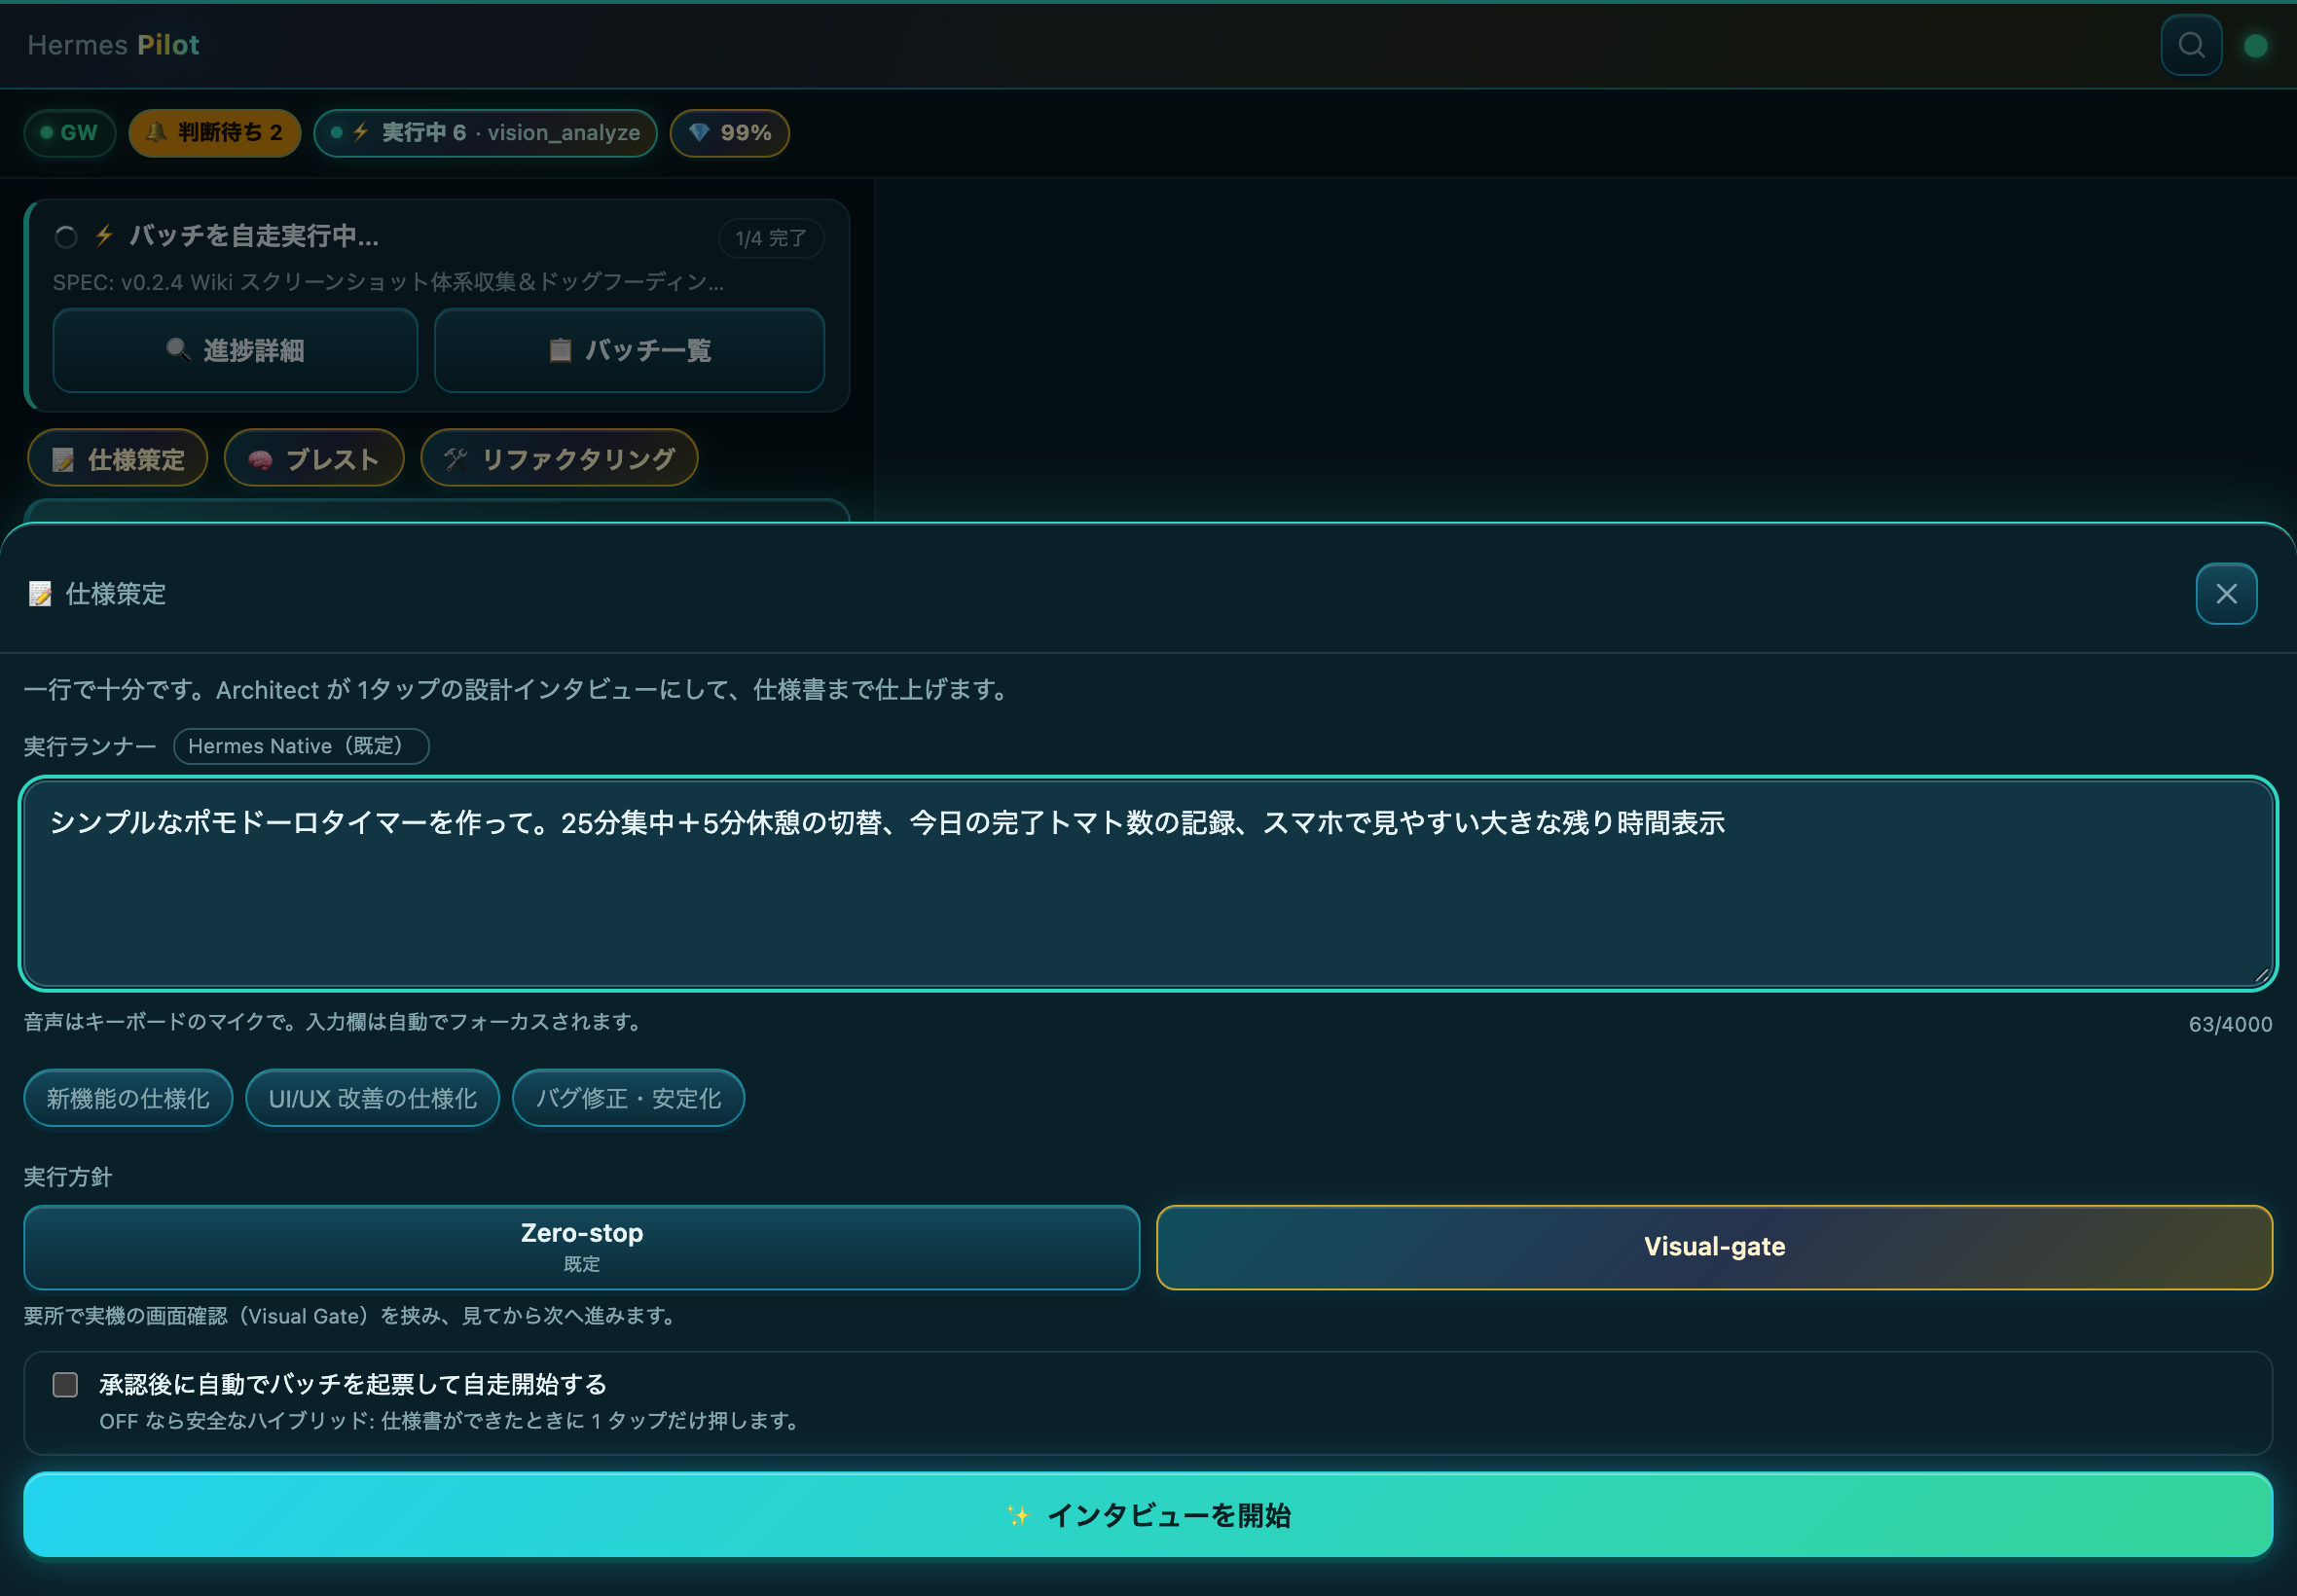 Hermes Pilot
GW
🔔 判断待ち 2
⚡ 実行中 6 · vision_analyze
💎 99%
⚡ バッチを自走実行中...
1/4 完了
SPEC: v0.2.4 Wiki スクリーンショット体系収集＆ドッグフーディン...
🔍 進捗詳細
📋 バッチ一覧
📝 仕様策定
🧠 ブレスト
🛠️ リファクタリング
📝 仕様策定
一行で十分です。Architect が 1タップの設計インタビューにして、仕様書まで仕上げます。
実行ランナー
Hermes Native（既定）
シンプルなポモドーロタイマーを作って。25分集中＋5分休憩の切替、今日の完了トマト数の記録、スマホで見やすい大きな残り時間表示
音声はキーボードのマイクで。入力欄は自動でフォーカスされます。
63/4000
新機能の仕様化
UI/UX 改善の仕様化
バグ修正・安定化
実行方針
Zero-stop
既定
Visual-gate
要所で実機の画面確認（Visual Gate）を挟み、見てから次へ進みます。
承認後に自動でバッチを起票して自走開始する
OFF なら安全なハイブリッド: 仕様書ができたときに 1 タップだけ押します。
✨ インタビューを開始